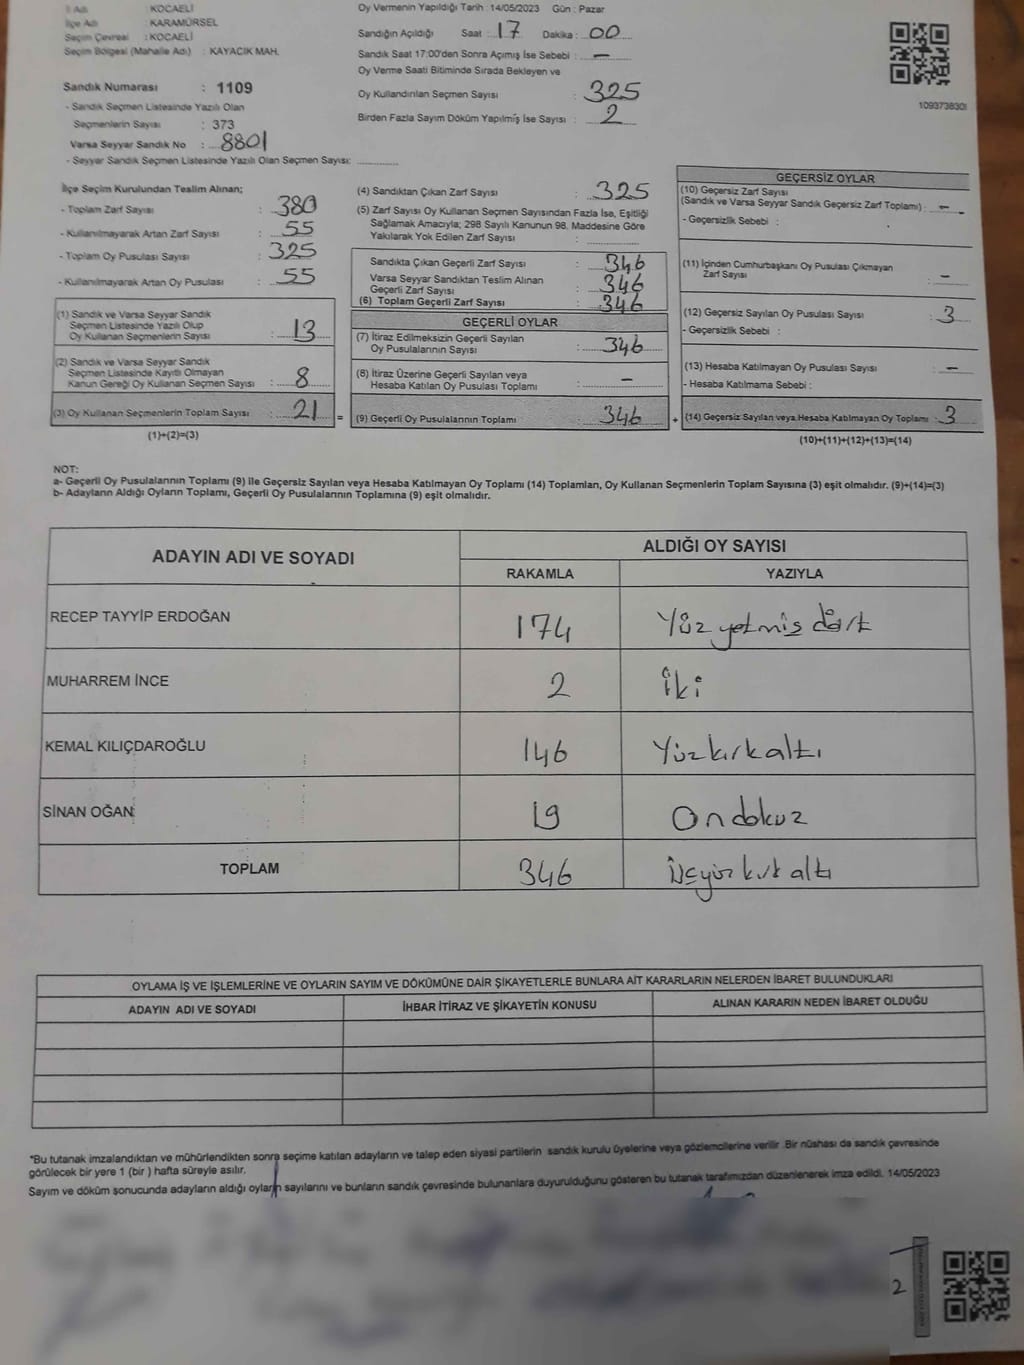 İli Adı : KOCAELİ
İlçe Adı : KARAMÜRSEL
Seçim Çevresi : KOCAELİ
Seçim Bölgesi (Mahalle Adı) : KAYACIK MAH.
Sandık Numarası : 1109
- Sandık Seçmen Listesinde Yazılı Olan
Seçmenlerin Sayısı : 373
Varsa Seyyar Sandık No : 8801
- Seyyar Sandık Seçmen Listesinde Yazılı Olan Seçmen Sayısı: ............
Oy Vermenin Yapıldığı Tarih : 14/05/2023 Gün : Pazar
Sandığın Açıldığı Saat : 17 Dakika : 00
Sandık Saat 17:00'den Sonra Açımış İse Sebebi : —
Oy Verme Saati Bitiminde Sırada Bekleyen ve
Oy Kullandırılan Seçmen Sayısı : 325
Birden Fazla Sayım Döküm Yapılmış İse Sayısı : 2
109373830
İlçe Seçim Kurulundan Teslim Alınan;
- Toplam Zarf Sayısı : 380
- Kullanılmayarak Artan Zarf Sayısı : 55
- Toplam Oy Pusulası Sayısı : 325
- Kullanılmayarak Artan Oy Pusulası : 55
(1) Sandık ve Varsa Seyyar Sandık
Seçmen Listesinde Yazılı Olup
Oy Kullanan Seçmenlerin Sayısı : 13
(2) Sandık ve Varsa Seyyar Sandık
Seçmen Listesinde Kayıtlı Olmayan
Kanun Gereği Oy Kullanan Seçmen Sayısı : 8
(3) Oy Kullanan Seçmenlerin Toplam Sayısı : 21 =
(1)+(2)=(3)
(4) Sandıktan Çıkan Zarf Sayısı : 325
(5) Zarf Sayısı Oy Kullanan Seçmen Sayısından Fazla İse, Eşitliği
Sağlamak Amacıyla; 298 Sayılı Kanunun 98. Maddesine Göre
Yakılarak Yok Edilen Zarf Sayısı : ............
Sandıkta Çıkan Geçerli Zarf Sayısı : 346
Varsa Seyyar Sandıktan Teslim Alınan
Geçerli Zarf Sayısı : 346
(6) Toplam Geçerli Zarf Sayısı : 346
GEÇERLİ OYLAR
(7) İtiraz Edilmeksizin Geçerli Sayılan
Oy Pusulalarının Sayısı : 346
(8) İtiraz Üzerine Geçerli Sayılan veya
Hesaba Katılan Oy Pusulası Toplamı : —
(9) Geçerli Oy Pusulalarının Toplamı : 346 +
GEÇERSİZ OYLAR
(10) Geçersiz Zarf Sayısı
(Sandık ve Varsa Seyyar Sandık Geçersiz Zarf Toplamı) : —
- Geçersizlik Sebebi :
(11) İçinden Cumhurbaşkanı Oy Pusulası Çıkmayan
Zarf Sayısı : —
(12) Geçersiz Sayılan Oy Pusulası Sayısı : 3
- Geçersizlik Sebebi :
(13) Hesaba Katılmayan Oy Pusulası Sayısı : —
- Hesaba Katılmama Sebebi :
(14) Geçersiz Sayılan veya Hesaba Katılmayan Oy Toplamı : 3
(10)+(11)+(12)+(13)=(14)
NOT:
a- Geçerli Oy Pusulalarının Toplamı (9) ile Geçersiz Sayılan veya Hesaba Katılmayan Oy Toplamı (14) Toplamları, Oy Kullanan Seçmenlerin Toplam Sayısına (3) eşit olmalıdır. (9)+(14)=(3)
b- Adayların Aldığı Oyların Toplamı, Geçerli Oy Pusulalarının Toplamına (9) eşit olmalıdır.
ADAYIN ADI VE SOYADI ALDIĞI OY SAYISI
RAKAMLA YAZIYLA
RECEP TAYYİP ERDOĞAN 174 Yüz yetmiş dört
MUHARREM İNCE 2 iki
KEMAL KILIÇDAROĞLU 146 Yüzkırkaltı
SİNAN OĞAN 19 Ondokuz
TOPLAM 346 üçyüz kırk altı
OYLAMA İŞ VE İŞLEMLERİNE VE OYLARIN SAYIM VE DÖKÜMÜNE DAİR ŞİKAYETLERLE BUNLARA AİT KARARLARIN NELERDEN İBARET BULUNDUKLARI
ADAYIN ADI VE SOYADI İHBAR İTİRAZ VE ŞİKAYETİN KONUSU ALINAN KARARIN NEDEN İBARET OLDUĞU
*Bu tutanak imzalandıktan ve mühürlendikten sonra seçime katılan adayların ve talep eden siyasi partilerin sandık kurulu üyelerine veya gözlemcilerine verilir. Bir nüshası da sandık çevresinde
görülecek bir yere 1 (bir ) hafta süreyle asılır.
Sayım ve döküm sonucunda adayların aldığı oyların sayılarını ve bunların sandık çevresinde bulunanlara duyurulduğunu gösteren bu tutanak tarafımızdan düzenlenerek imza edildi. 14/05/2023
2